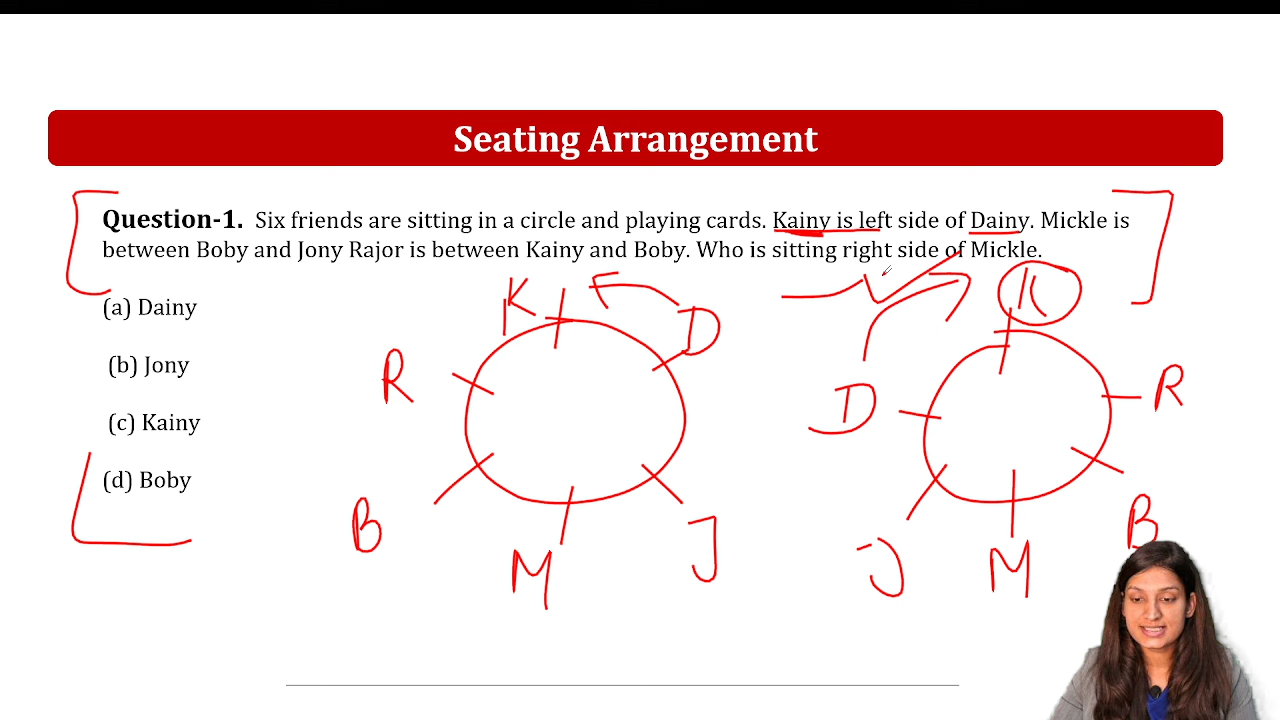 Seating Arrangement
Question-1. Six friends are sitting in a circle and playing cards. Kainy is left side of Dainy. Mickle is
between Boby and Jony Rajor is between Kainy and Boby. Who is sitting right side of Mickle.
(a) Dainy
(b) Jony
(c) Kainy
(d) Boby
K
D
R
B
M
J
K
D
R
J
M
B